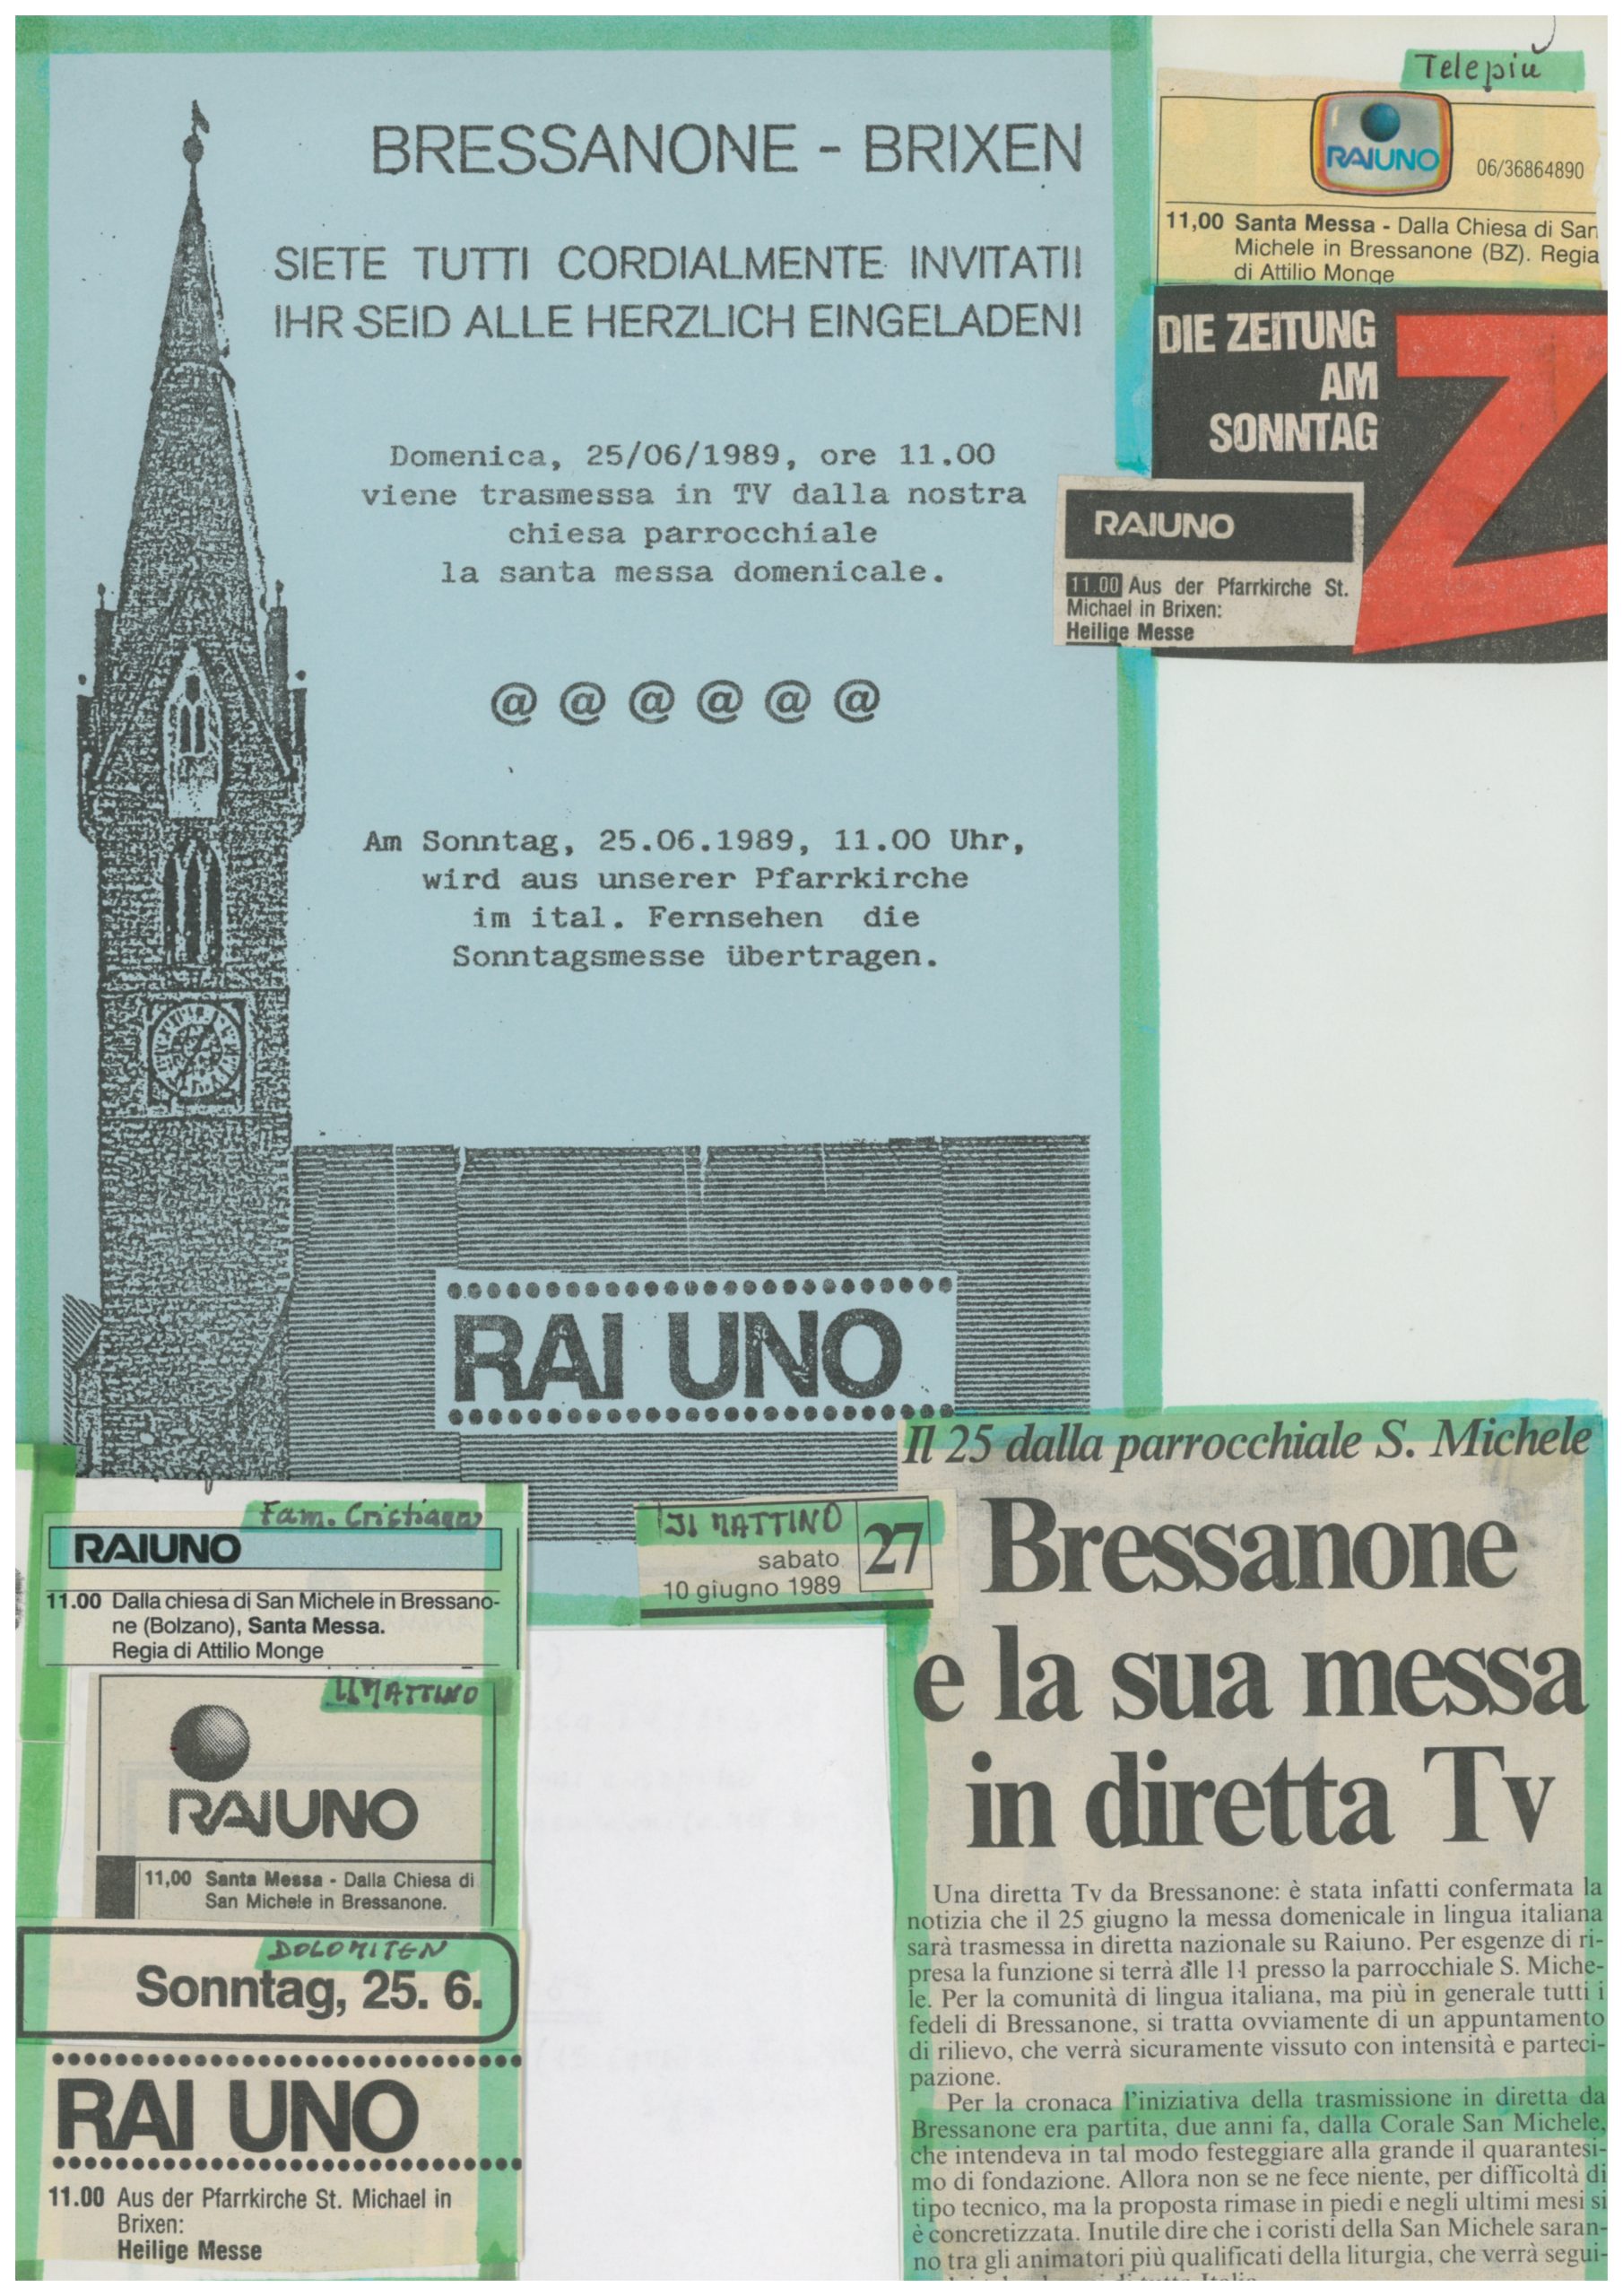 BRESSANONE - BRIXEN
SIETE TUTTI CORDIALMENTE INVITATI!
IHR SEID ALLE HERZLICH EINGELADEN!
Domenica, 25/06/1989, ore 11.00
viene trasmessa in TV dalla nostra
chiesa parrocchiale
la santa messa domenicale.
@ @ @ @ @ @
Am Sonntag, 25.06.1989, 11.00 Uhr,
wird aus unserer Pfarrkirche
im ital. Fernsehen die
Sonntagsmesse übertragen.
RAI UNO
Telepiù
RAIUNO
06/36864890
11,00 Santa Messa - Dalla Chiesa di San
Michele in Bressanone (BZ). Regia
di Attilio Monge
DIE ZEITUNG
AM
SONNTAG
Z
RAIUNO
11.00 Aus der Pfarrkirche St.
Michael in Brixen:
Heilige Messe
Fam. Cristiana
RAIUNO
11.00 Dalla chiesa di San Michele in Bressano-
ne (Bolzano), Santa Messa.
Regia di Attilio Monge
IL MATTINO
RAIUNO
11,00 Santa Messa - Dalla Chiesa di
San Michele in Bressanone.
DOLOMITEN
Sonntag, 25. 6.
RAI UNO
11.00 Aus der Pfarrkirche St. Michael in
Brixen:
Heilige Messe
Il MATTINO
sabato
10 giugno 1989
27
Il 25 dalla parrocchiale S. Michele
Bressanone
e la sua messa
in diretta Tv
Una diretta Tv da Bressanone: è stata infatti confermata la
notizia che il 25 giugno la messa domenicale in lingua italiana
sarà trasmessa in diretta nazionale su Raiuno. Per esgenze di ri-
presa la funzione si terrà alle 11 presso la parrocchiale S. Miche-
le. Per la comunità di lingua italiana, ma più in generale tutti i
fedeli di Bressanone, si tratta ovviamente di un appuntamento
di rilievo, che verrà sicuramente vissuto con intensità e parteci-
pazione.
Per la cronaca l'iniziativa della trasmissione in diretta da
Bressanone era partita, due anni fa, dalla Corale San Michele,
che intendeva in tal modo festeggiare alla grande il quarantesi-
mo di fondazione. Allora non se ne fece niente, per difficoltà di
tipo tecnico, ma la proposta rimase in piedi e negli ultimi mesi si
è concretizzata. Inutile dire che i coristi della San Michele saran-
no tra gli animatori più qualificati della liturgia, che verrà segui-